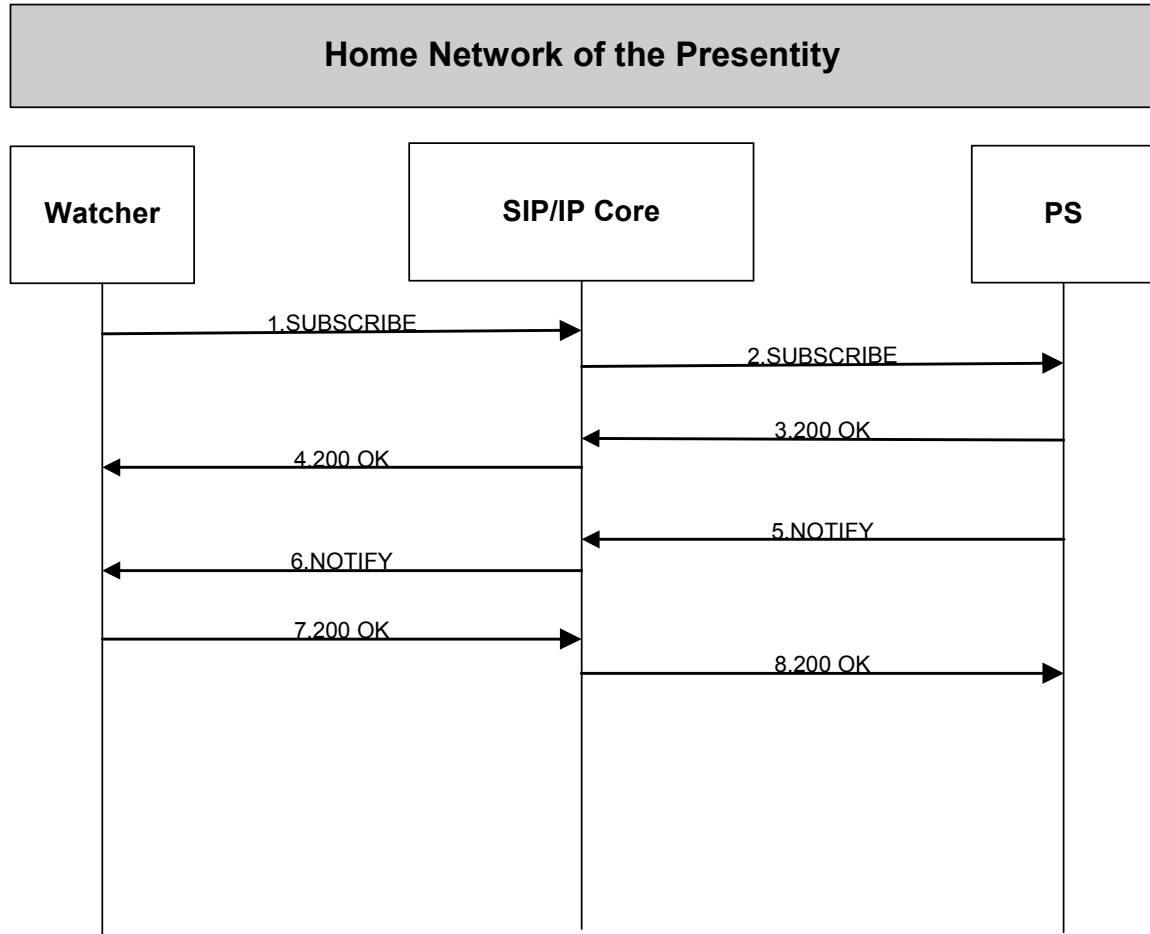 Home Network of the Presentity
Watcher
SIP/IP Core
PS
1.SUBSCRIBE
2.SUBSCRIBE
3.200 OK
4.200 OK
5.NOTIFY
6.NOTIFY
7.200 OK
8.200 OK